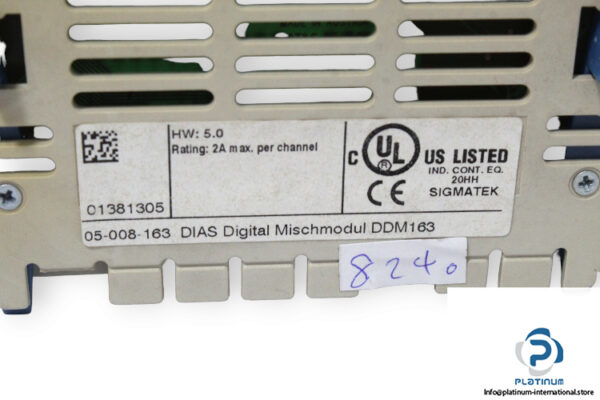 HW: 5.0
Rating: 2A max. per channel
01381305
C UL US LISTED
®
IND. CONT. EQ.
20HH
CE SIGMATEK
05-008-163 DIAS Digital Mischmodul DDM163
8240
PLATINUM
Info@platinum-international.store